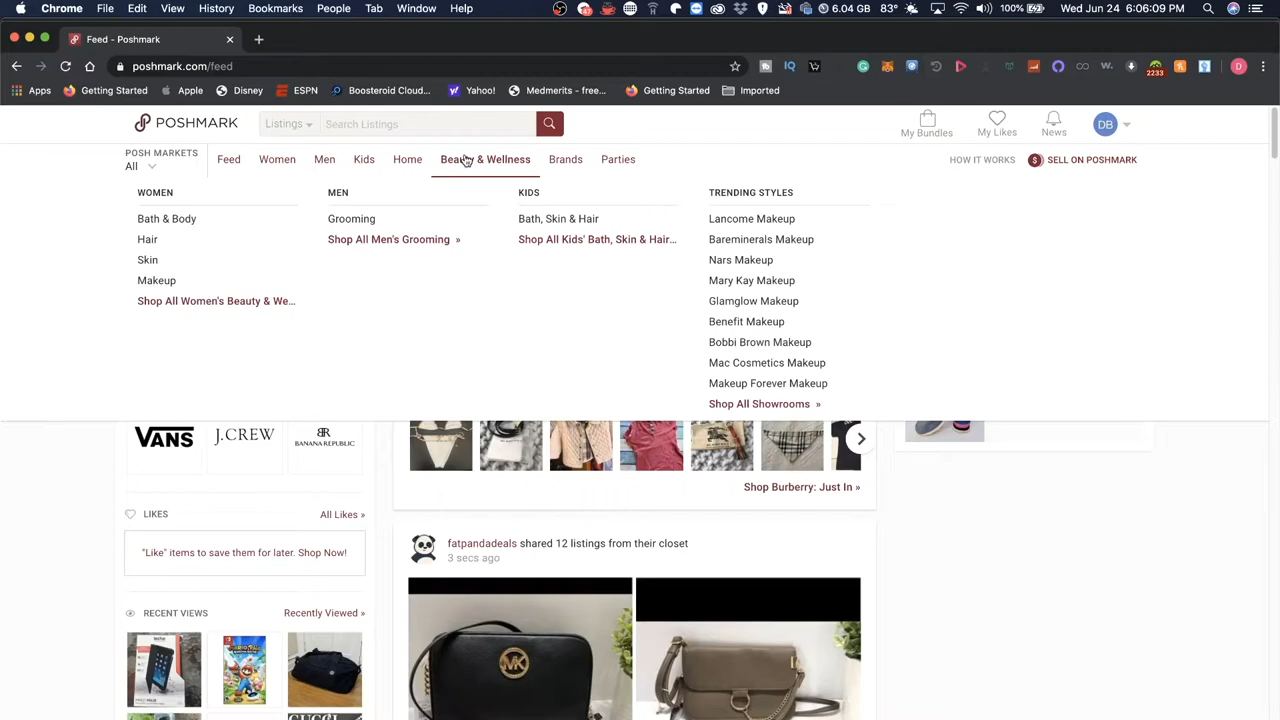 Chrome File Edit View History Bookmarks People Tab Window Help
6.04 GB 283 100% Wed Jun 24 6:06:09 PM
Feed - Poshmark
poshmark.com/feed
2233
D
Apps Getting Started Apple Disney ESPN Boosteroid Cloud... Yahoo! Medmerits - free... Getting Started Imported
POSHMARK
Listings Search Listings
My Bundles My Likes News DB
POSH MARKETS
All
Feed Women Men Kids Home Beauty & Wellness Brands Parties
HOW IT WORKS $ SELL ON POSHMARK
WOMEN
Bath & Body
Hair
Skin
Makeup
Shop All Women's Beauty & We...
MEN
Grooming
Shop All Men's Grooming »
KIDS
Bath, Skin & Hair
Shop All Kids' Bath, Skin & Hair...
TRENDING STYLES
Lancome Makeup
Bareminerals Makeup
Nars Makeup
Mary Kay Makeup
Glamglow Makeup
Benefit Makeup
Bobbi Brown Makeup
Mac Cosmetics Makeup
Makeup Forever Makeup
Shop All Showrooms »
VANS J.CREW BR
BANANA REPUBLIC
Shop Burberry: Just In »
LIKES All Likes »
"Like" items to save them for later. Shop Now!
fatpandadeals shared 12 listings from their closet
3 secs ago
RECENT VIEWS Recently Viewed »
MK
GUCCI